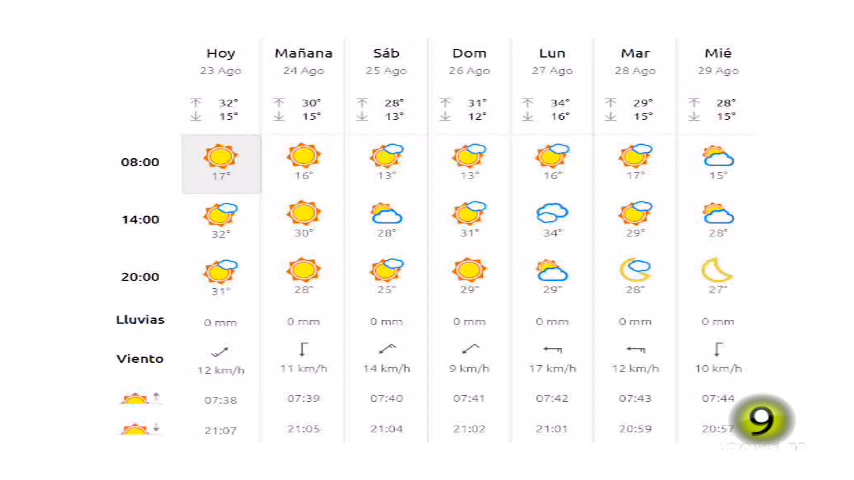 Hoy Mañana Sáb Dom Lun Mar Mié
23 Ago 24 Ago 25 Ago 26 Ago 27 Ago 28 Ago 29 Ago
32° 30° 28° 31° 34° 29° 28°
15° 15° 13° 12° 16° 15° 15°
08:00
17° 16° 13° 13° 16° 17° 15°
14:00
32° 30° 28° 31° 34° 29° 28°
20:00
31° 28° 25° 29° 29° 28° 27°
Lluvias 0 mm 0 mm 0 mm 0 mm 0 mm 0 mm 0 mm
Viento
12 km/h 11 km/h 14 km/h 9 km/h 17 km/h 12 km/h 10 km/h
07:38 07:39 07:40 07:41 07:42 07:43 07:44
21:07 21:05 21:04 21:02 21:01 20:59 20:57
9